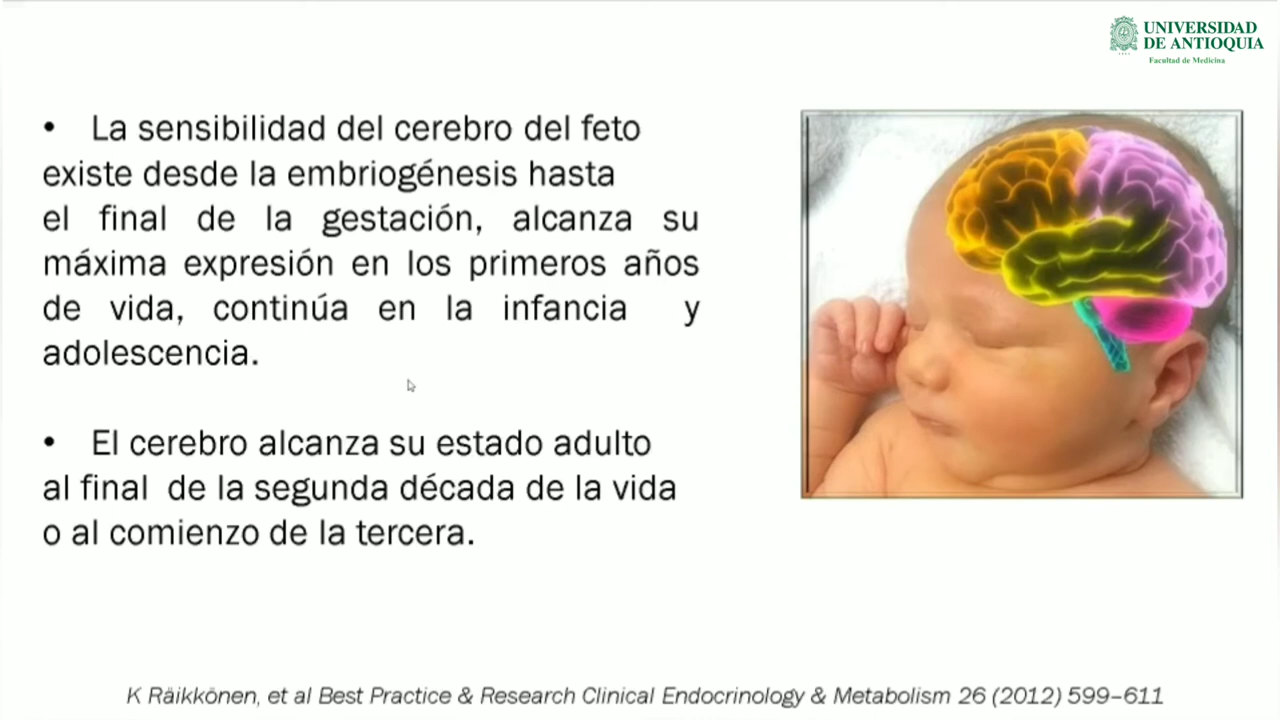 UNIVERSIDAD
DE ANTIOQUIA
Facultad de Medicina
• La sensibilidad del cerebro del feto
existe desde la embriogénesis hasta
el final de la gestación, alcanza su
máxima expresión en los primeros años
de vida, continúa en la infancia y
adolescencia.
• El cerebro alcanza su estado adulto
al final de la segunda década de la vida
o al comienzo de la tercera.
K Räikkönen, et al Best Practice & Research Clinical Endocrinology & Metabolism 26 (2012) 599–611